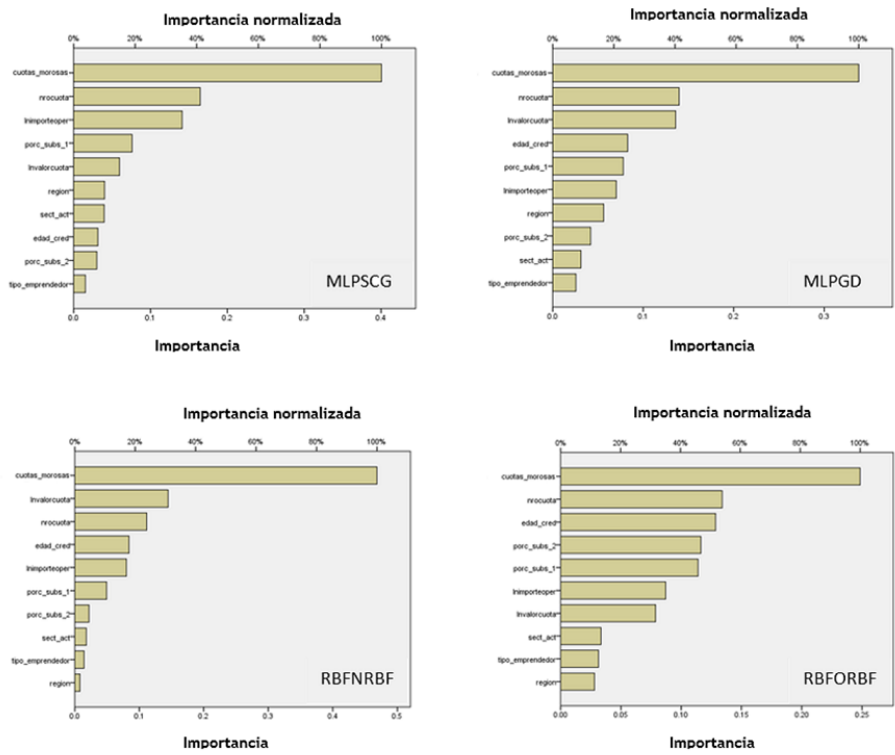 Importancia normalizada
0% 20% 40% 60% 80% 100%
cuotas_morosas
nrocuota
lnimporteoper
porc_subs_1
lnvalorcuota
region
sect_act
edad_cred
porc_subs_2
tipo_emprendedor
MLPSCG
0.0 0.1 0.2 0.3 0.4
Importancia
Importancia normalizada
0% 20% 40% 60% 80% 100%
cuotas_morosas
nrocuota
lnvalorcuota
edad_cred
porc_subs_1
lnimporteoper
region
porc_subs_2
sect_act
tipo_emprendedor
MLPGD
0.0 0.1 0.2 0.3
Importancia
Importancia normalizada
0% 20% 40% 60% 80% 100%
cuotas_morosas
lnvalorcuota
nrocuota
edad_cred
lnimporteoper
porc_subs_1
porc_subs_2
sect_act
tipo_emprendedor
region
RBFNRBF
0.0 0.1 0.2 0.3 0.4 0.5
Importancia
Importancia normalizada
0% 20% 40% 60% 80% 100%
cuotas_morosas
nrocuota
edad_cred
porc_subs_2
porc_subs_1
lnimporteoper
lnvalorcuota
sect_act
tipo_emprendedor
region
RBFORBF
0.00 0.05 0.10 0.15 0.20 0.25
Importancia